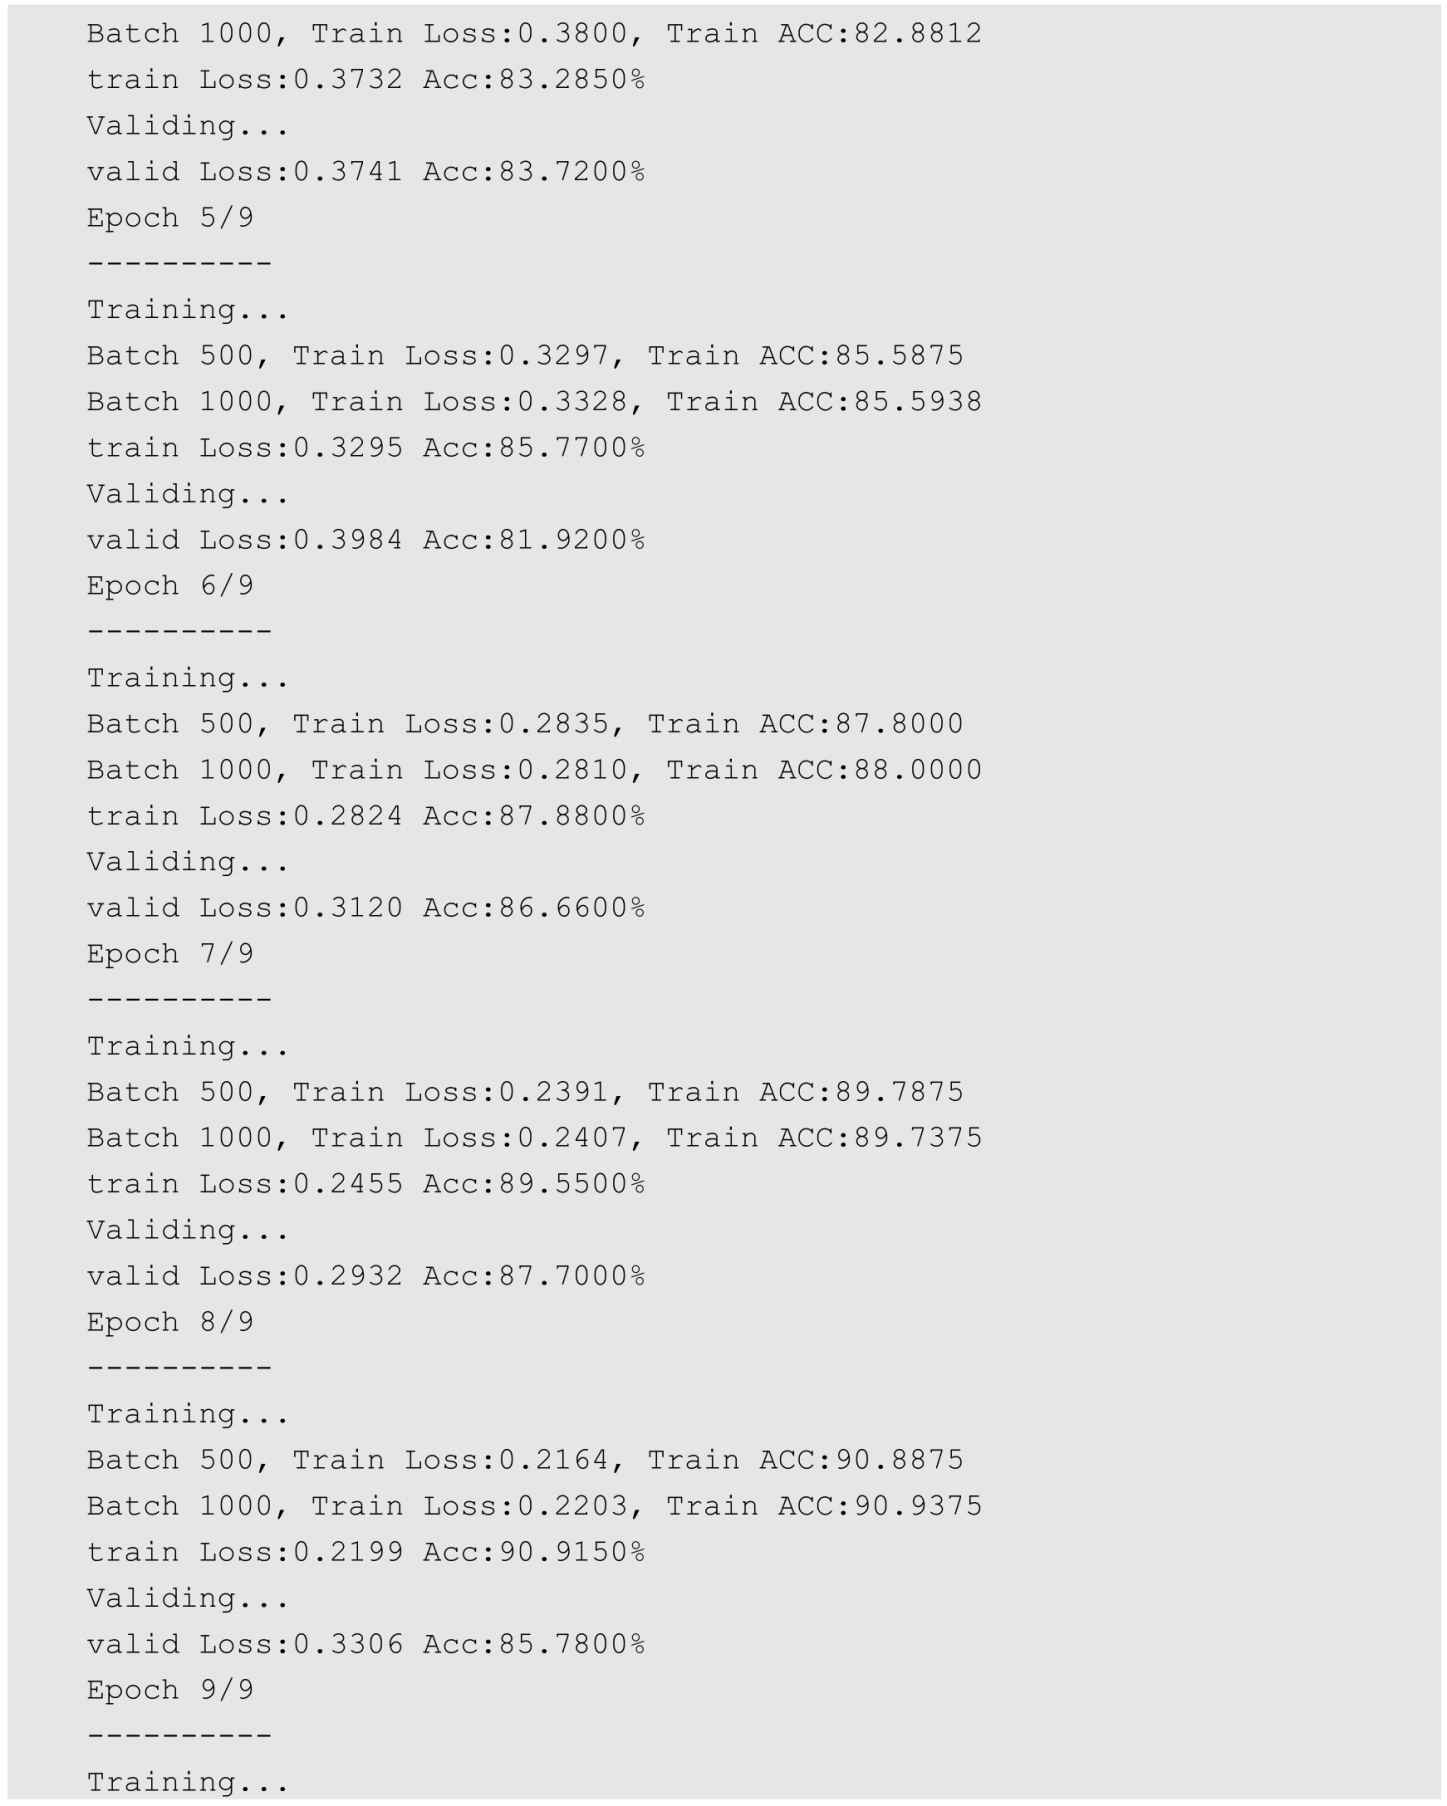 Batch 1000, Train Loss:0.3800, Train ACC:82.8812
train Loss:0.3732 Acc:83.2850%
Validing...
valid Loss:0.3741 Acc:83.7200%
Epoch 5/9
----------
Training...
Batch 500, Train Loss:0.3297, Train ACC:85.5875
Batch 1000, Train Loss:0.3328, Train ACC:85.5938
train Loss:0.3295 Acc:85.7700%
Validing...
valid Loss:0.3984 Acc:81.9200%
Epoch 6/9
----------
Training...
Batch 500, Train Loss:0.2835, Train ACC:87.8000
Batch 1000, Train Loss:0.2810, Train ACC:88.0000
train Loss:0.2824 Acc:87.8800%
Validing...
valid Loss:0.3120 Acc:86.6600%
Epoch 7/9
----------
Training...
Batch 500, Train Loss:0.2391, Train ACC:89.7875
Batch 1000, Train Loss:0.2407, Train ACC:89.7375
train Loss:0.2455 Acc:89.5500%
Validing...
valid Loss:0.2932 Acc:87.7000%
Epoch 8/9
----------
Training...
Batch 500, Train Loss:0.2164, Train ACC:90.8875
Batch 1000, Train Loss:0.2203, Train ACC:90.9375
train Loss:0.2199 Acc:90.9150%
Validing...
valid Loss:0.3306 Acc:85.7800%
Epoch 9/9
----------
Training...